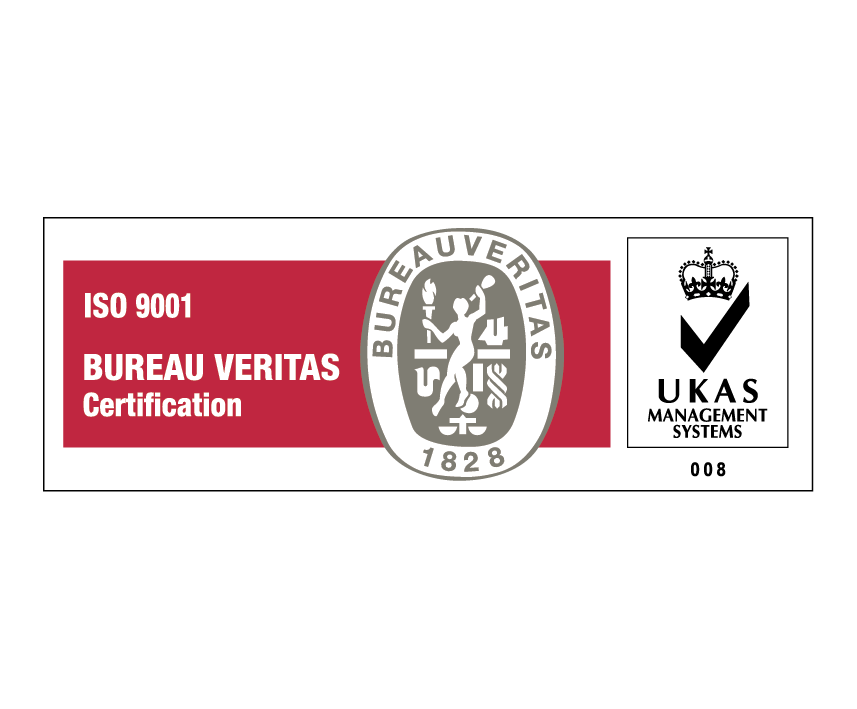 ISO 9001
BUREAU VERITAS
Certification
BUREAU VERITAS
1828
UKAS
MANAGEMENT
SYSTEMS
008